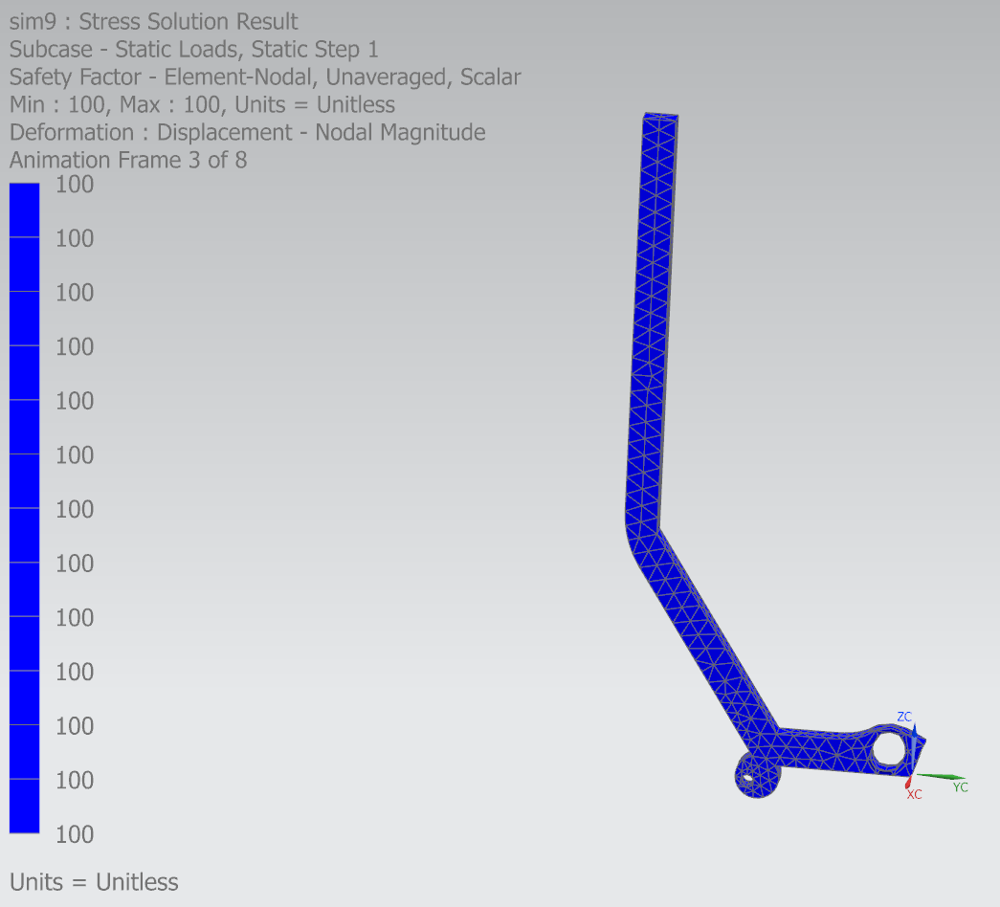 sim9 : Stress Solution Result
Subcase - Static Loads, Static Step 1
Safety Factor - Element-Nodal, Unaveraged, Scalar
Min : 100, Max : 100, Units = Unitless
Deformation : Displacement - Nodal Magnitude
Animation Frame 3 of 8
100
100
100
100
100
100
100
100
100
100
100
100
100
ZC
YC
XC
Units = Unitless